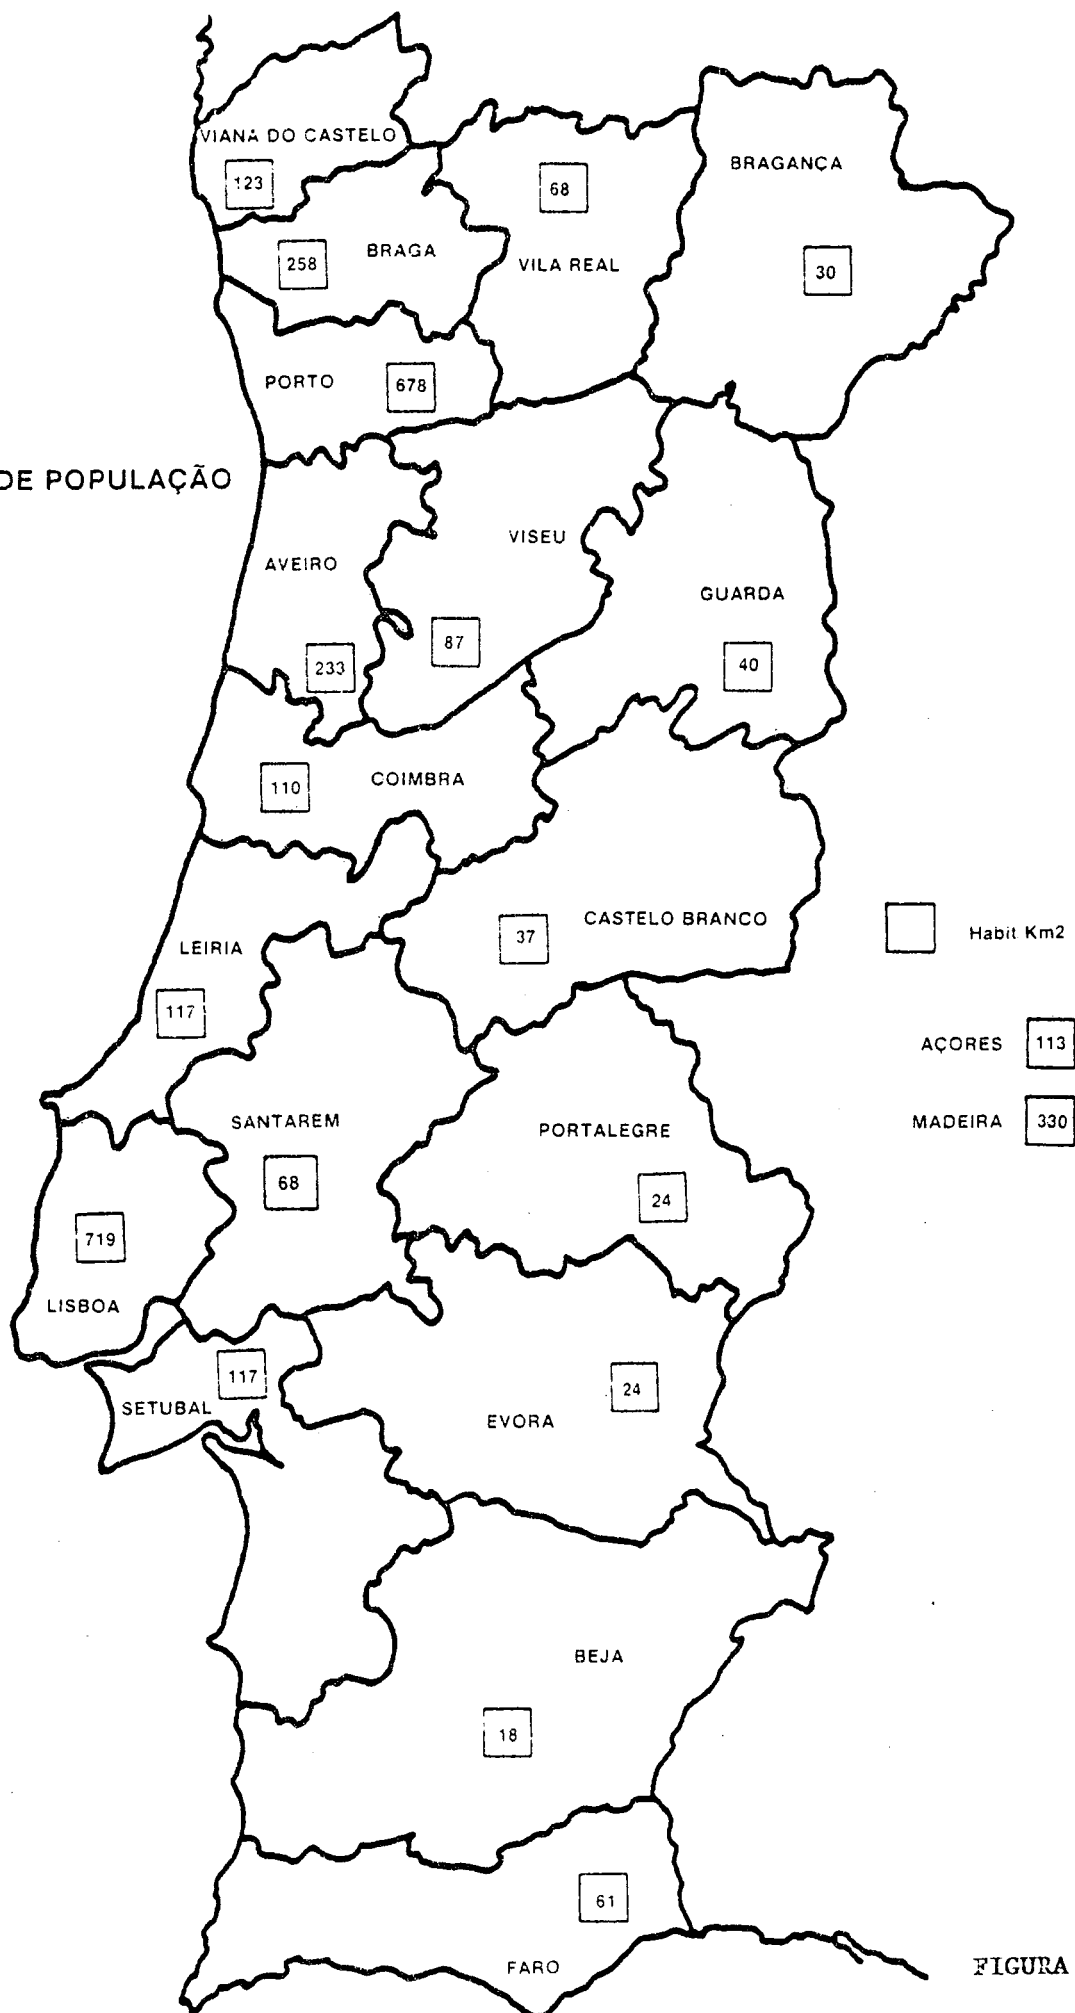 VIANA DO CASTELO
123
BRAGANÇA
68
258
BRAGA
VILA REAL
30
PORTO
678
DE POPULAÇÃO
VISEU
AVEIRO
GUARDA
87
233
40
COIMBRA
110
CASTELO BRANCO
37
Habit Km2
LEIRIA
117
AÇORES 113
SANTAREM
PORTALEGRE
MADEIRA 330
68
24
719
LISBOA
117
SETUBAL
24
EVORA
BEJA
18
61
FARO
FIGURA